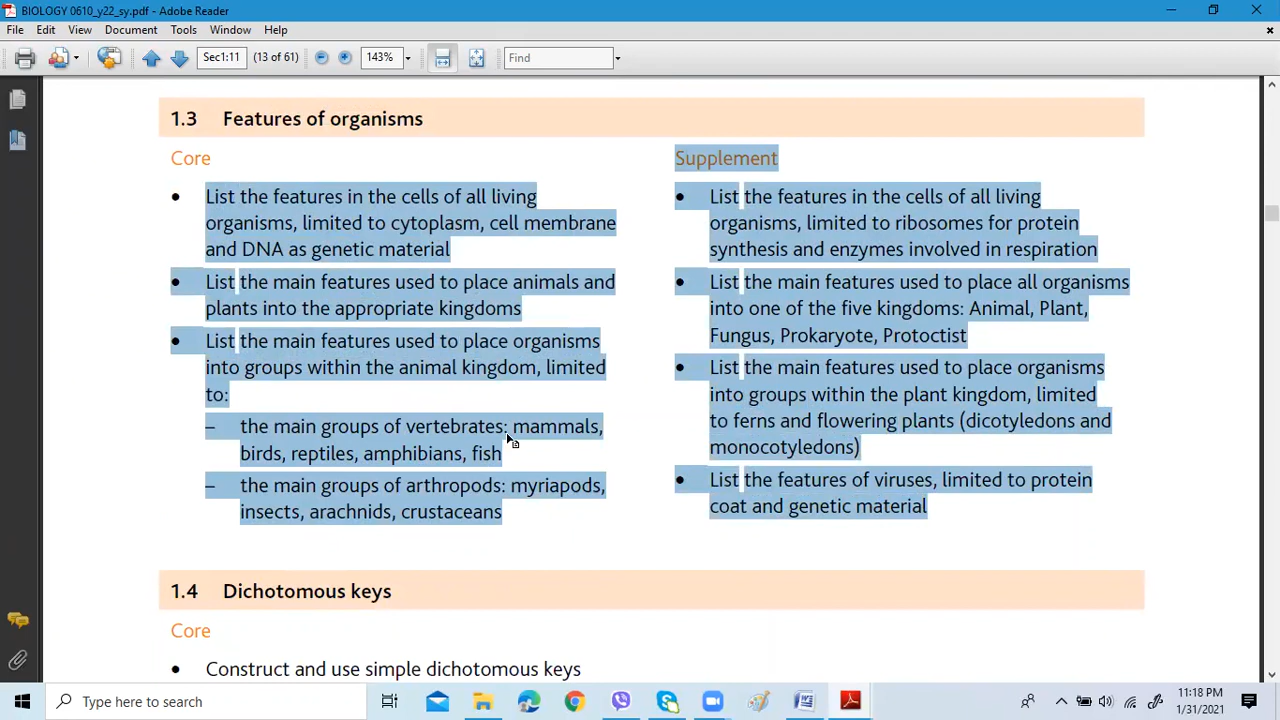 BIOLOGY 0610_y22_sy.pdf - Adobe Reader
File Edit View Document Tools Window Help
Sec1:11 (13 of 61) 143% Find
1.3 Features of organisms
Core
• List the features in the cells of all living
organisms, limited to cytoplasm, cell membrane
and DNA as genetic material
• List the main features used to place animals and
plants into the appropriate kingdoms
• List the main features used to place organisms
into groups within the animal kingdom, limited
to:
– the main groups of vertebrates: mammals,
birds, reptiles, amphibians, fish
– the main groups of arthropods: myriapods,
insects, arachnids, crustaceans
Supplement
• List the features in the cells of all living
organisms, limited to ribosomes for protein
synthesis and enzymes involved in respiration
• List the main features used to place all organisms
into one of the five kingdoms: Animal, Plant,
Fungus, Prokaryote, Protoctist
• List the main features used to place organisms
into groups within the plant kingdom, limited
to ferns and flowering plants (dicotyledons and
monocotyledons)
• List the features of viruses, limited to protein
coat and genetic material
1.4 Dichotomous keys
Core
• Construct and use simple dichotomous keys
Type here to search
11:18 PM
1/31/2021